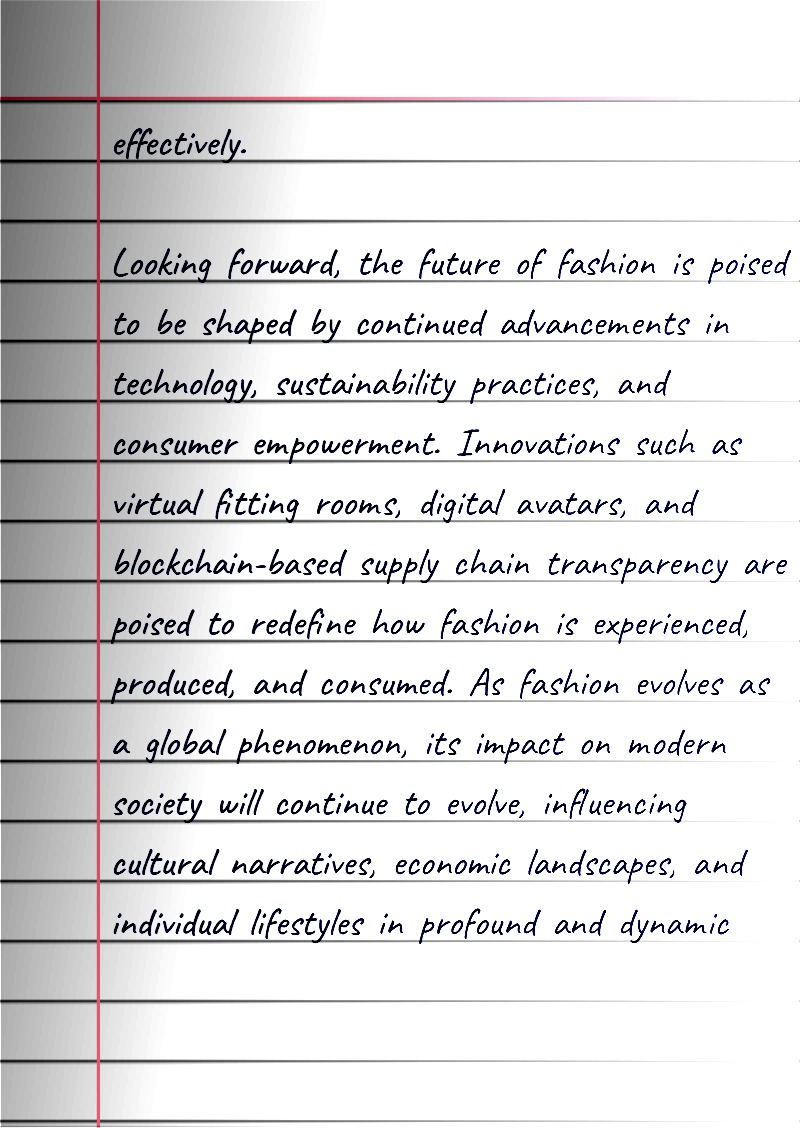 effectively.
Looking forward, the future of fashion is poised
to be shaped by continued advancements in
technology, sustainability practices, and
consumer empowerment. Innovations such as
virtual fitting rooms, digital avatars, and
blockchain-based supply chain transparency are
poised to redefine how fashion is experienced,
produced, and consumed. As fashion evolves as
a global phenomenon, its impact on modern
society will continue to evolve, influencing
cultural narratives, economic landscapes, and
individual lifestyles in profound and dynamic